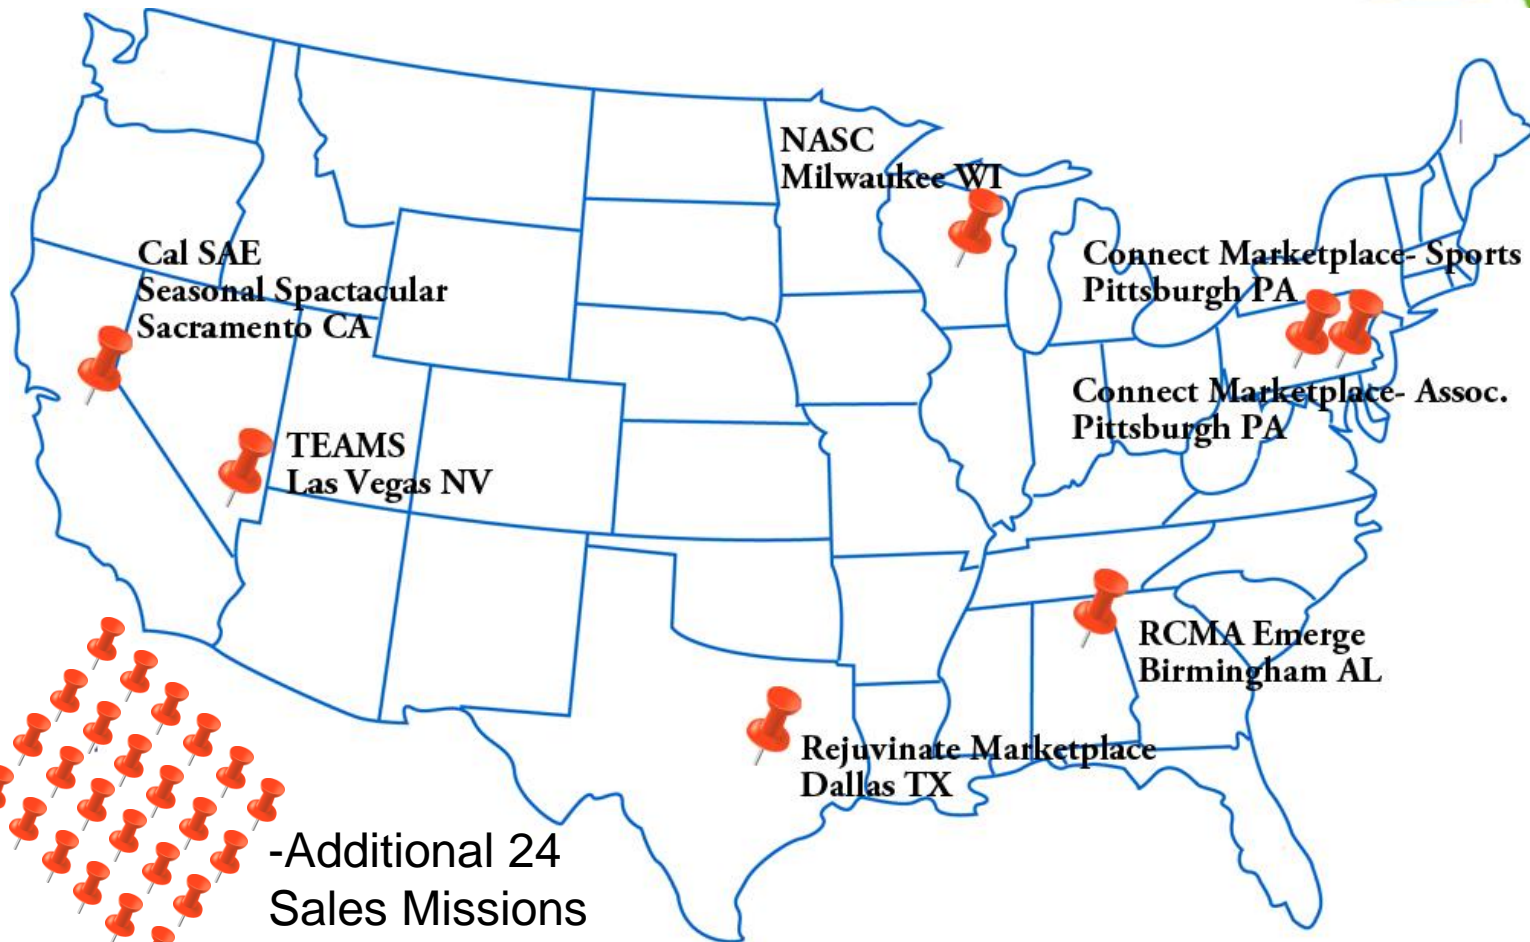 NASC
Milwaukee WI
Cal SAE
Seasonal Spactacular
Sacramento CA
Connect Marketplace- Sports
Pittsburgh PA
Connect Marketplace- Assoc.
Pittsburgh PA
TEAMS
Las Vegas NV
RCMA Emerge
Birmingham AL
Rejuvinate Marketplace
Dallas TX
-Additional 24
Sales Missions